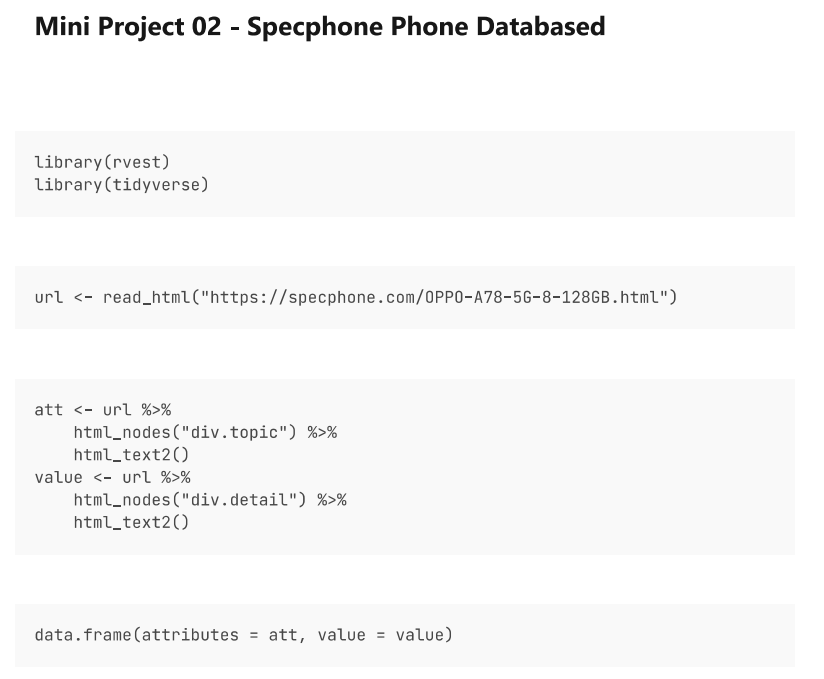 Mini Project 02 - Specphone Phone Databased
library(rvest)
library(tidyverse)
url <- read_html("https://specphone.com/OPPO-A78-5G-8-128GB.html")
att <- url %>%
    html_nodes("div.topic") %>%
    html_text2()
value <- url %>%
    html_nodes("div.detail") %>%
    html_text2()
data.frame(attributes = att, value = value)